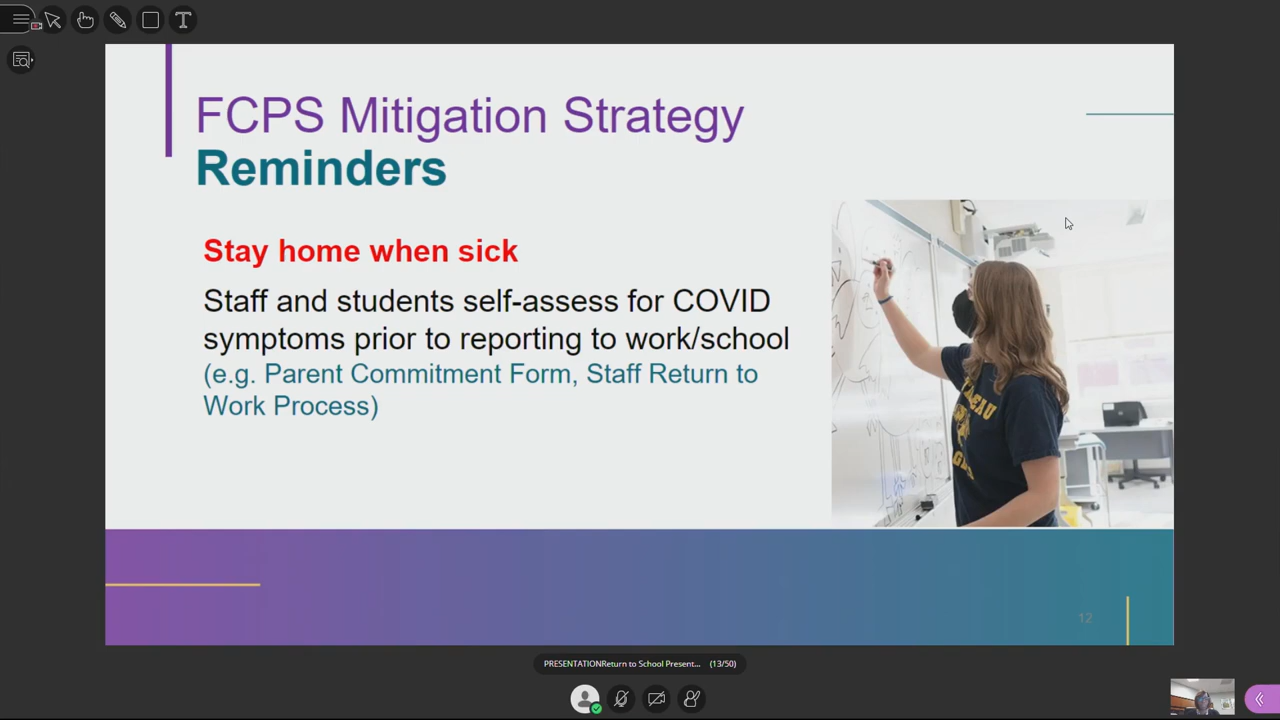 FCPS Mitigation Strategy
Reminders
Stay home when sick
Staff and students self-assess for COVID
symptoms prior to reporting to work/school
(e.g. Parent Commitment Form, Staff Return to
Work Process)
12
PRESENTATIONReturn to School Present... (13/50)